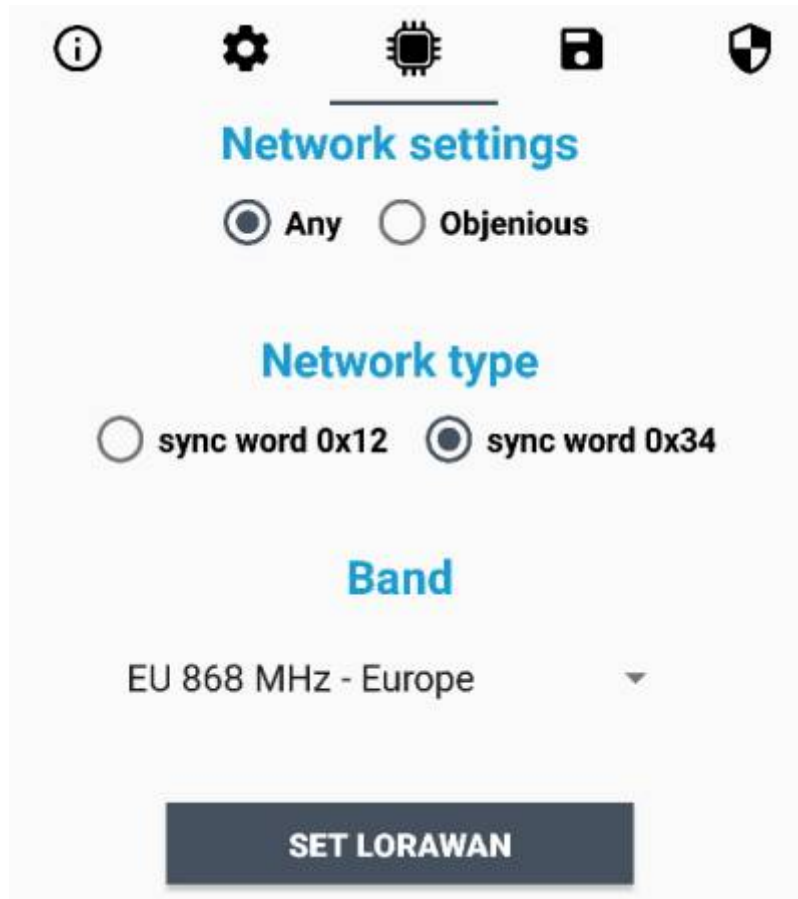 Network settings
Any Objenious
Network type
sync word 0x12 sync word 0x34
Band
EU 868 MHz - Europe
SET LORAWAN